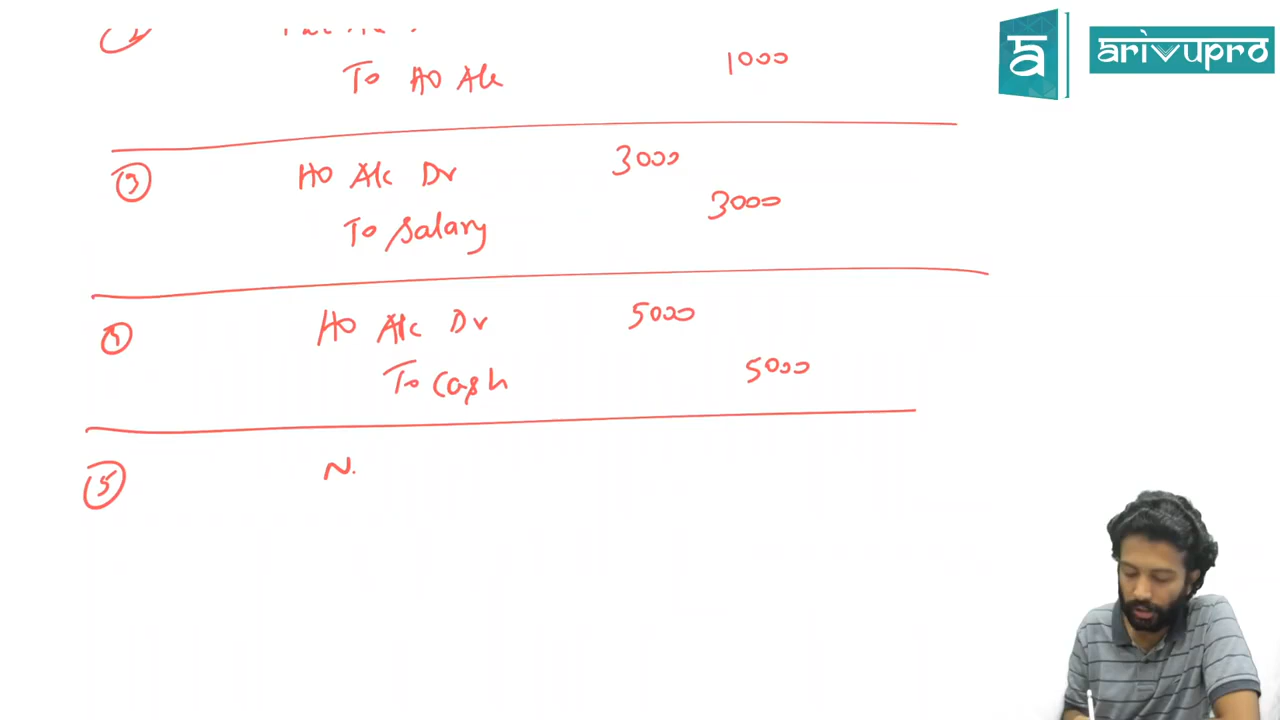 arivupro
To HO A/c 1000
③ HO A/c Dr 3000
To Salary 3000
④ HO A/c Dr 5000
To Cash 5000
⑤ N.